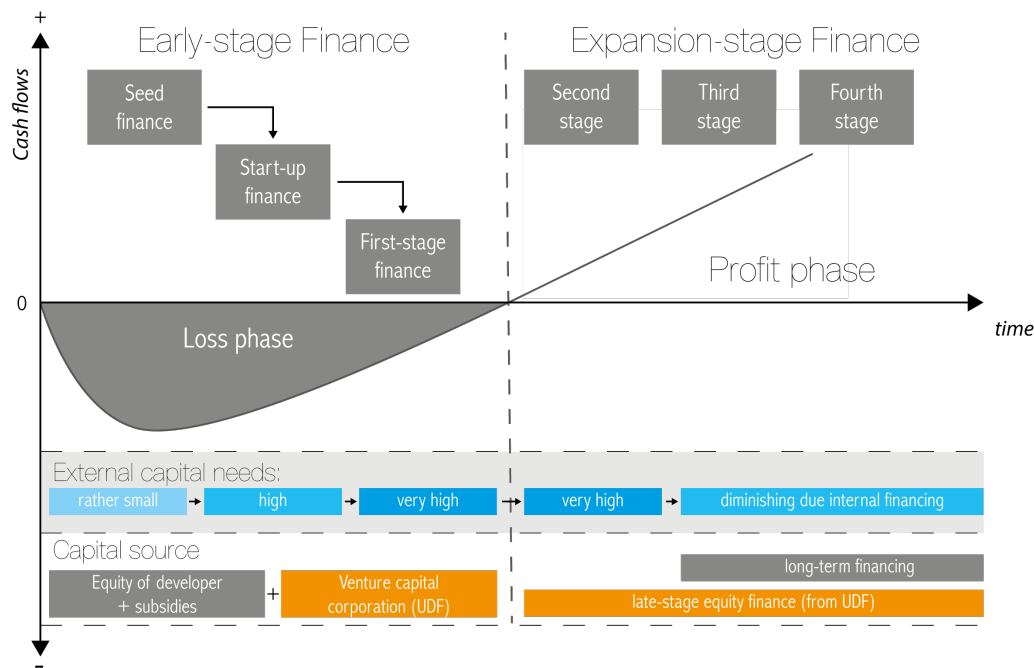 +
Early-stage Finance
Expansion-stage Finance
Cash flows
Seed
finance
Start-up
finance
First-stage
finance
Second
stage
Third
stage
Fourth
stage
Profit phase
0
Loss phase
time
External capital needs:
rather small
high
very high
very high
diminishing due internal financing
Capital source
Equity of developer
+ subsidies
+
Venture capital
corporation (UDF)
long-term financing
late-stage equity finance (from UDF)
-